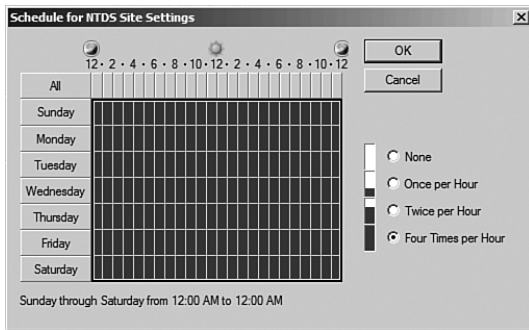 Schedule for NTDS Site Settings
12 · 2 · 4 · 6 · 8 · 10 · 12 · 2 · 4 · 6 · 8 · 10 · 12
All
Sunday
Monday
Tuesday
Wednesday
Thursday
Friday
Saturday
Sunday through Saturday from 12:00 AM to 12:00 AM
OK
Cancel
None
Once per Hour
Twice per Hour
Four Times per Hour